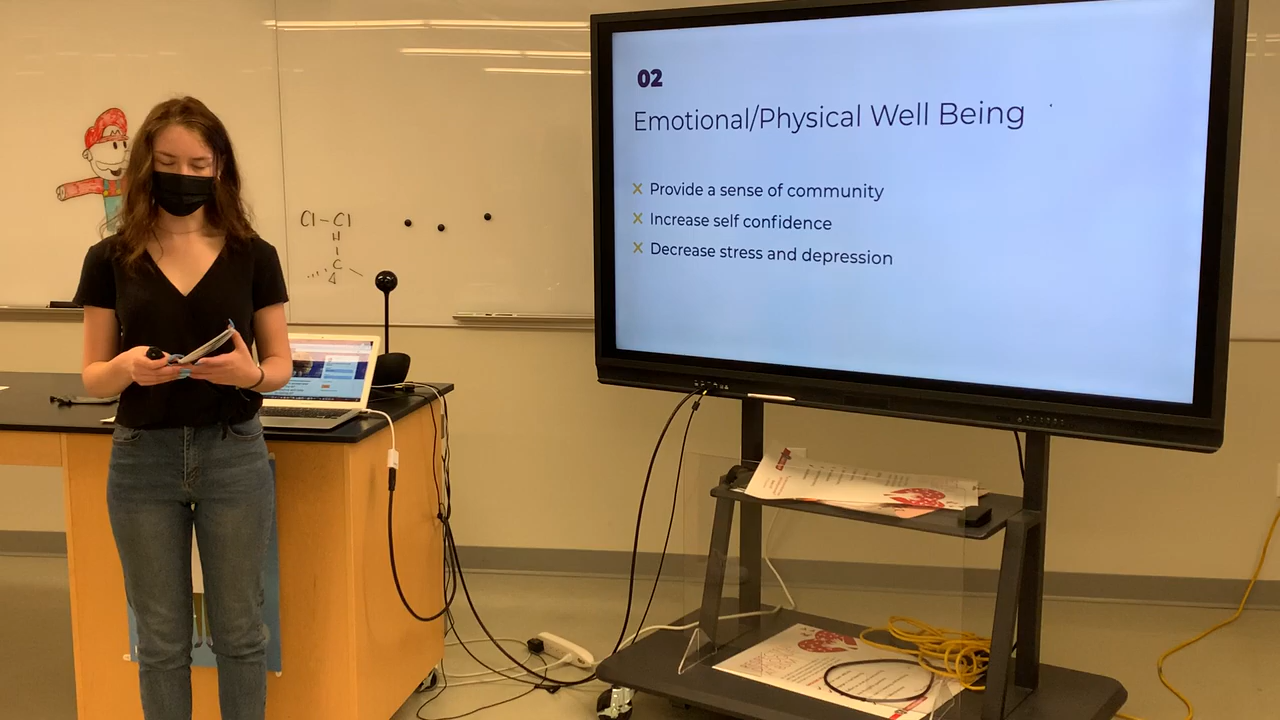 02
Emotional/Physical Well Being
X Provide a sense of community
X Increase self confidence
X Decrease stress and depression
M
Cl-Cl
H
C